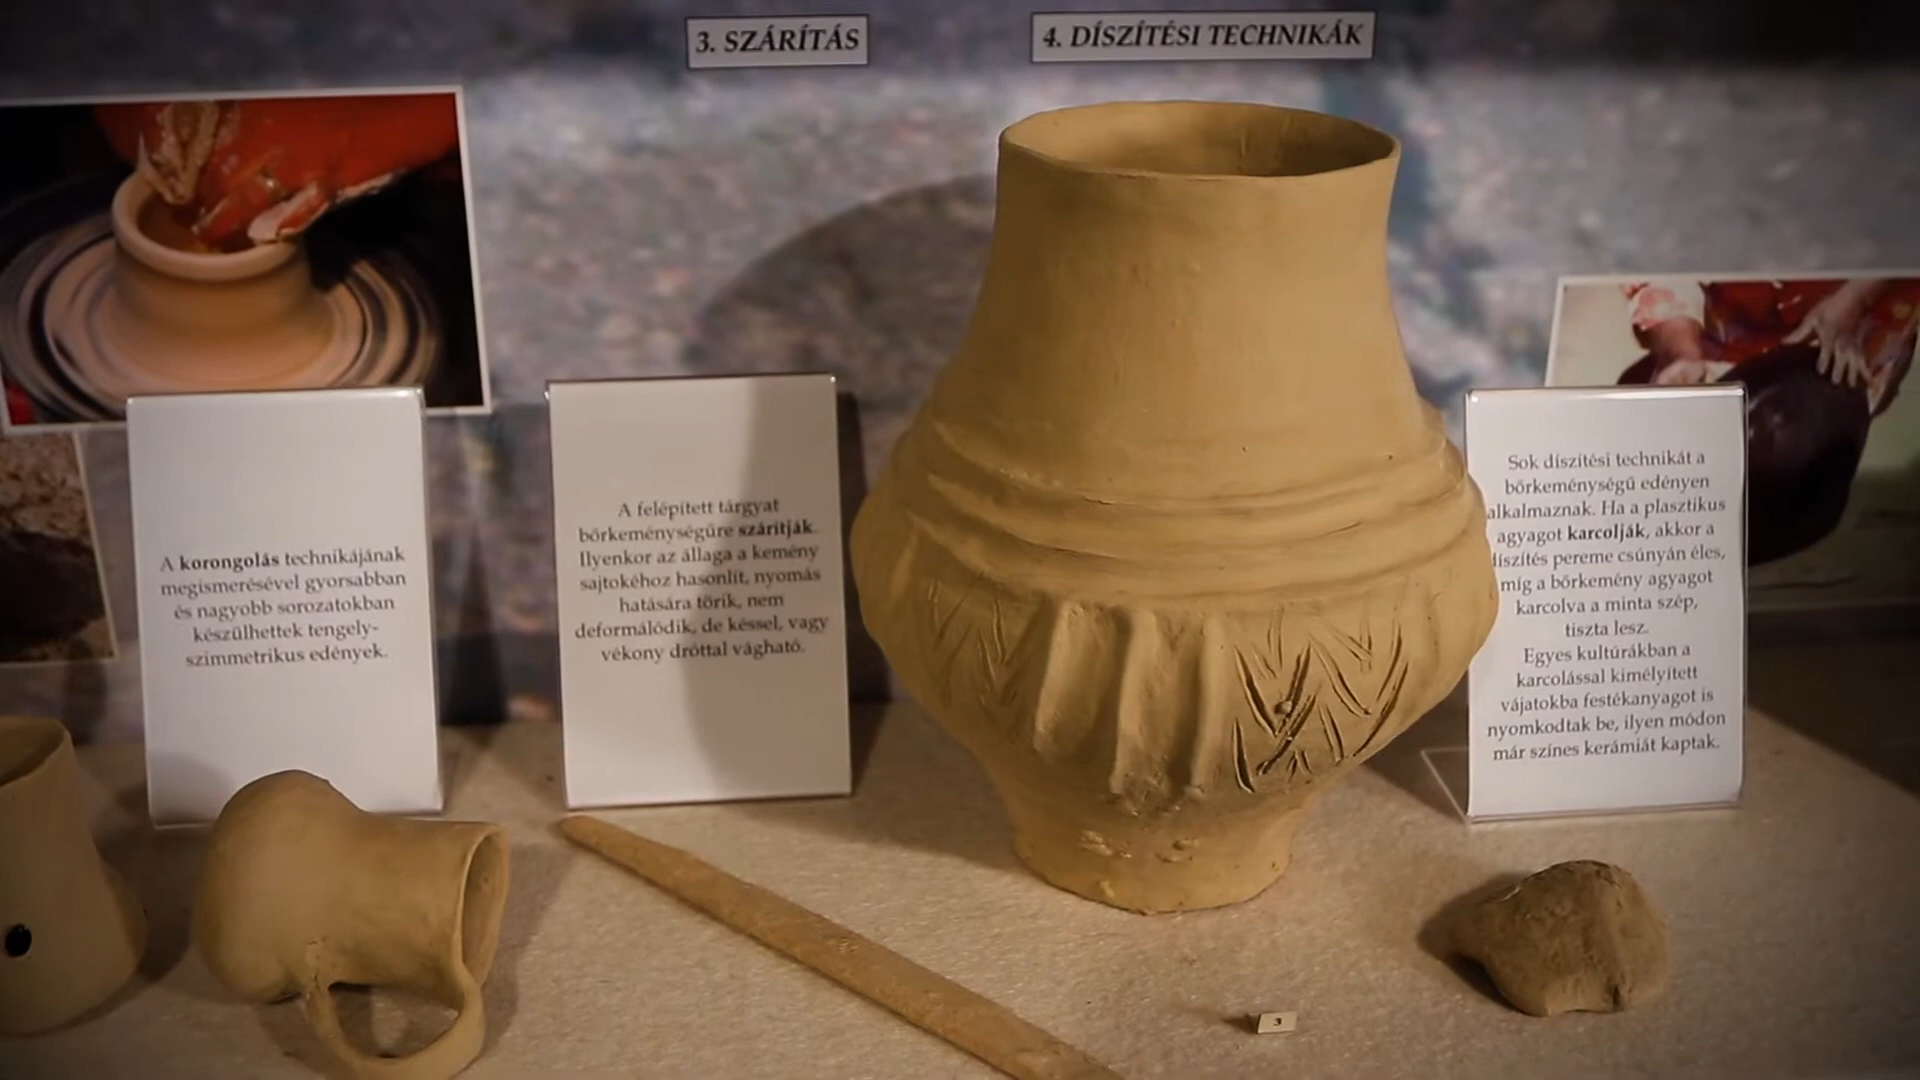 3. SZÁRÍTÁS
4. DÍSZÍTÉSI TECHNIKÁK
A korongolás technikájának
megismerésével gyorsabban
és nagyobb sorozatokban
készülhettek tengely-
szimmetrikus edények.
A felépített tárgyat
bőrkeménységűre szárítják.
Ilyenkor az állaga a kemény
sajtokéhoz hasonlít, nyomás
hatására törik, nem
deformálódik, de késsel, vagy
vékony dróttal vágható.
Sok díszítési technikát a
bőrkeménységű edényen
alkalmaznak. Ha a plasztikus
agyagot karcolják, akkor a
díszítés pereme csúnyán éles,
míg a bőrkemény agyagot
karcolva a minta szép,
tiszta lesz.
Egyes kultúrákban a
karcolással kimélyített
vájatokba festékanyagot is
nyomkodtak be, ilyen módon
már színes kerámiát kaptak.
3